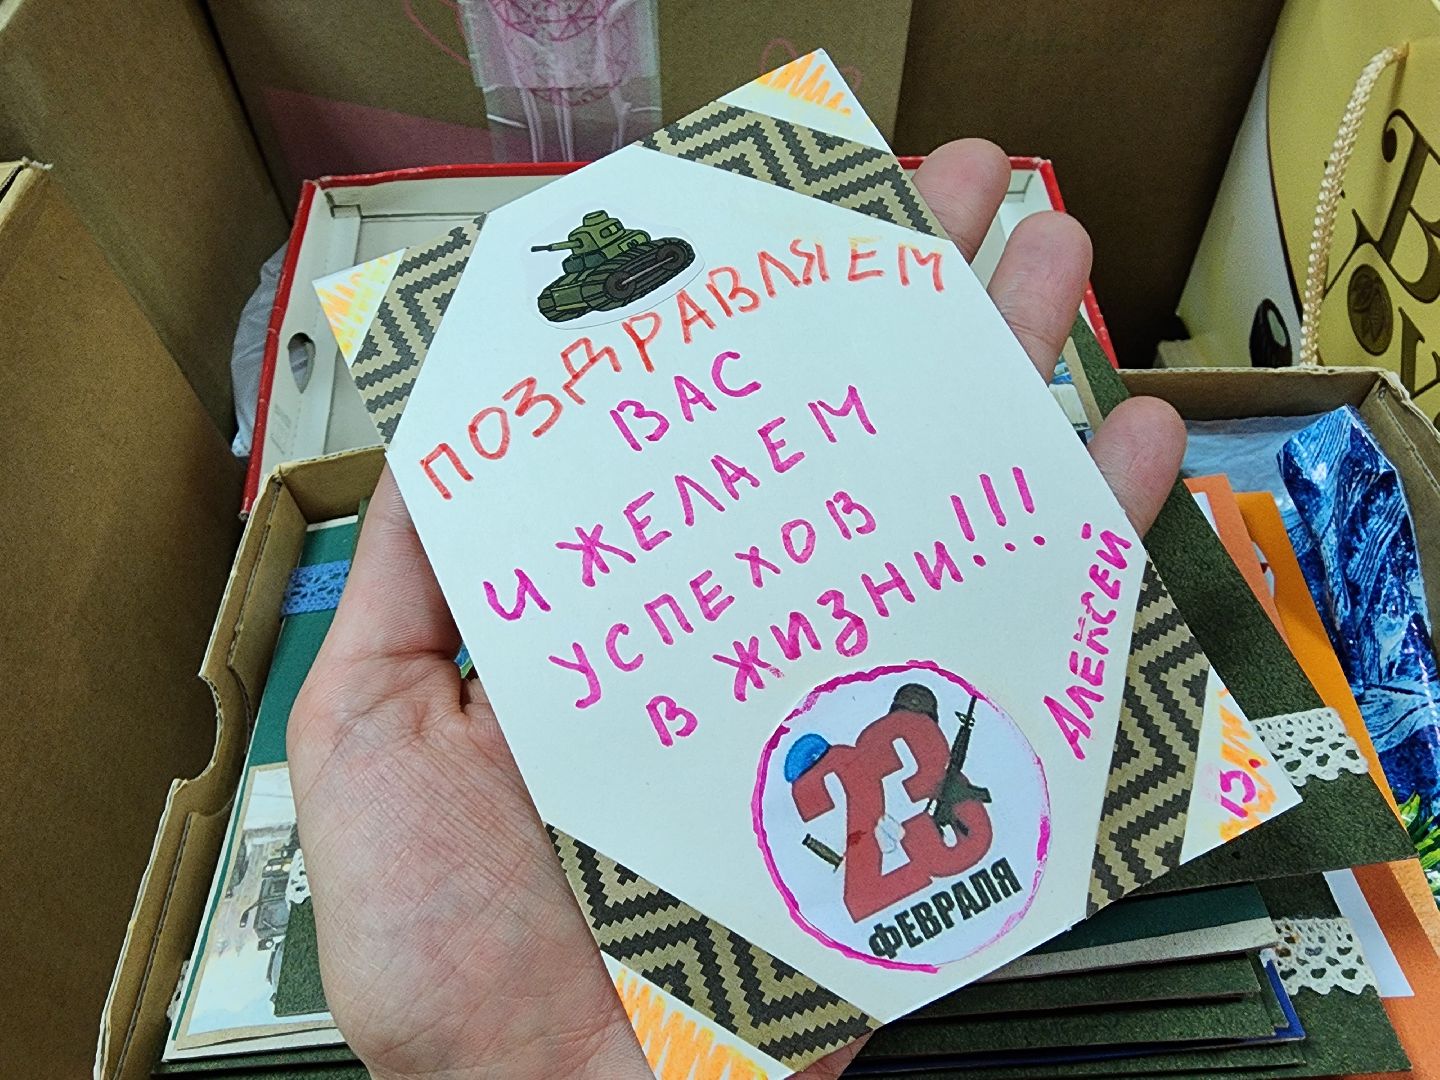 ПОЗДРАВЛЯЕМ
ВАС
И ЖЕЛАЕМ
УСПЕХОВ
В ЖИЗНИ!!!
АЛЕКСЕЙ
23
ФЕВРАЛЯ